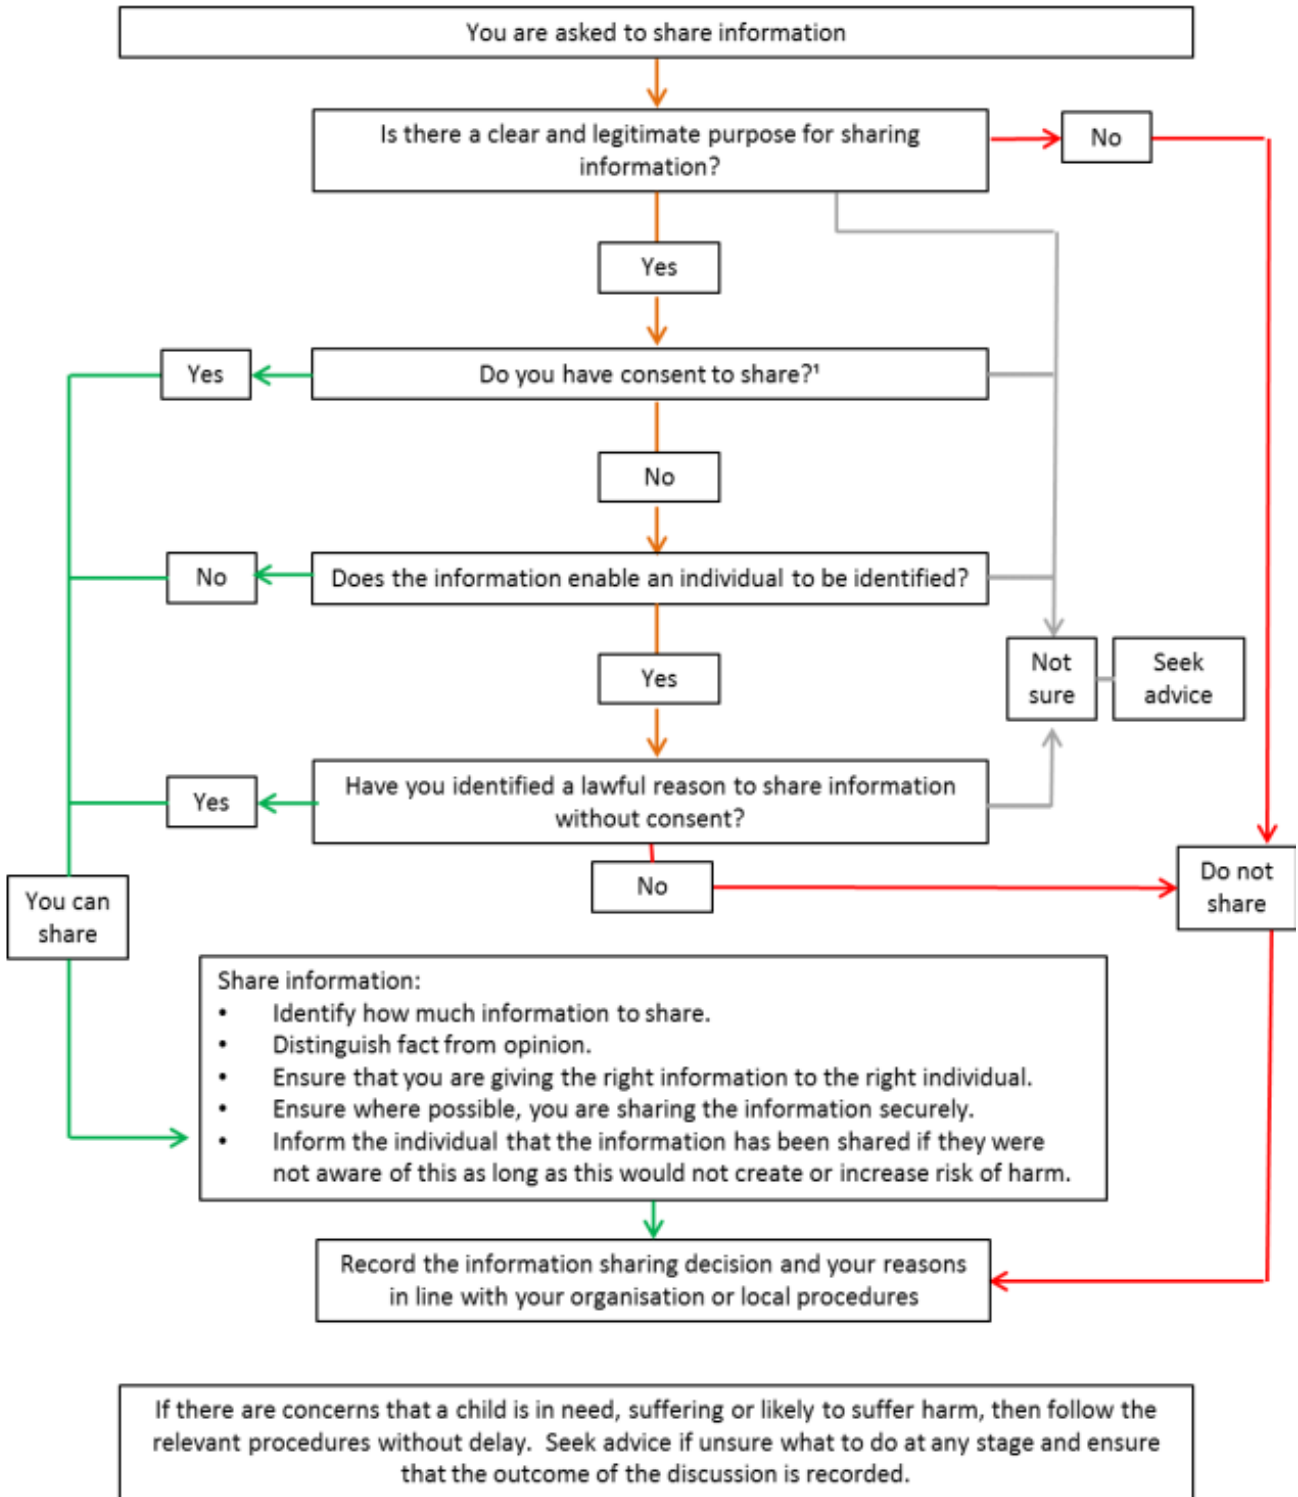 You are asked to share information
Is there a clear and legitimate purpose for sharing
information?
No
Yes
Yes
Do you have consent to share?¹
No
No
Does the information enable an individual to be identified?
Yes
Not
sure
Seek
advice
Yes
Have you identified a lawful reason to share information
without consent?
No
Do not
share
You can
share
Share information:
• Identify how much information to share.
• Distinguish fact from opinion.
• Ensure that you are giving the right information to the right individual.
• Ensure where possible, you are sharing the information securely.
• Inform the individual that the information has been shared if they were
not aware of this as long as this would not create or increase risk of harm.
Record the information sharing decision and your reasons
in line with your organisation or local procedures
If there are concerns that a child is in need, suffering or likely to suffer harm, then follow the
relevant procedures without delay. Seek advice if unsure what to do at any stage and ensure
that the outcome of the discussion is recorded.